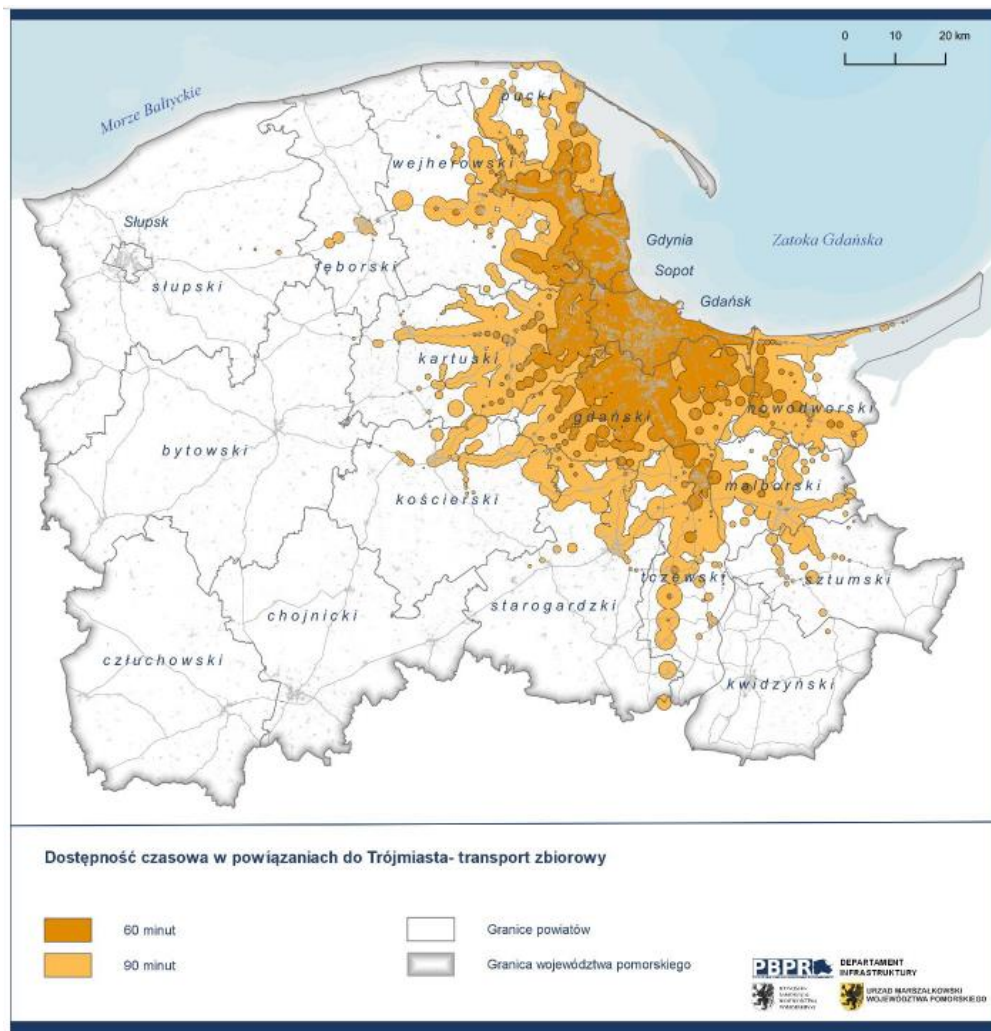 0 10 20 km
Morze Bałtyckie
pucki
wejherowski
Słupsk
Gdynia
Zatoka Gdańska
Sopot
słupski
lęborski
Gdańsk
kartuski
gdański
nowodworski
bytowski
malborski
kościerski
tczewski
sztumski
starogardzki
chojnicki
człuchowski
kwidzyński
Dostępność czasowa w powiązaniach do Trójmiasta- transport zbiorowy
60 minut
Granice powiatów
90 minut
Granica województwa pomorskiego
PBPR
DEPARTAMENT
INFRASTRUKTURY
URZĄD MARSZAŁKOWSKI
WOJEWÓDZTWA POMORSKIEGO